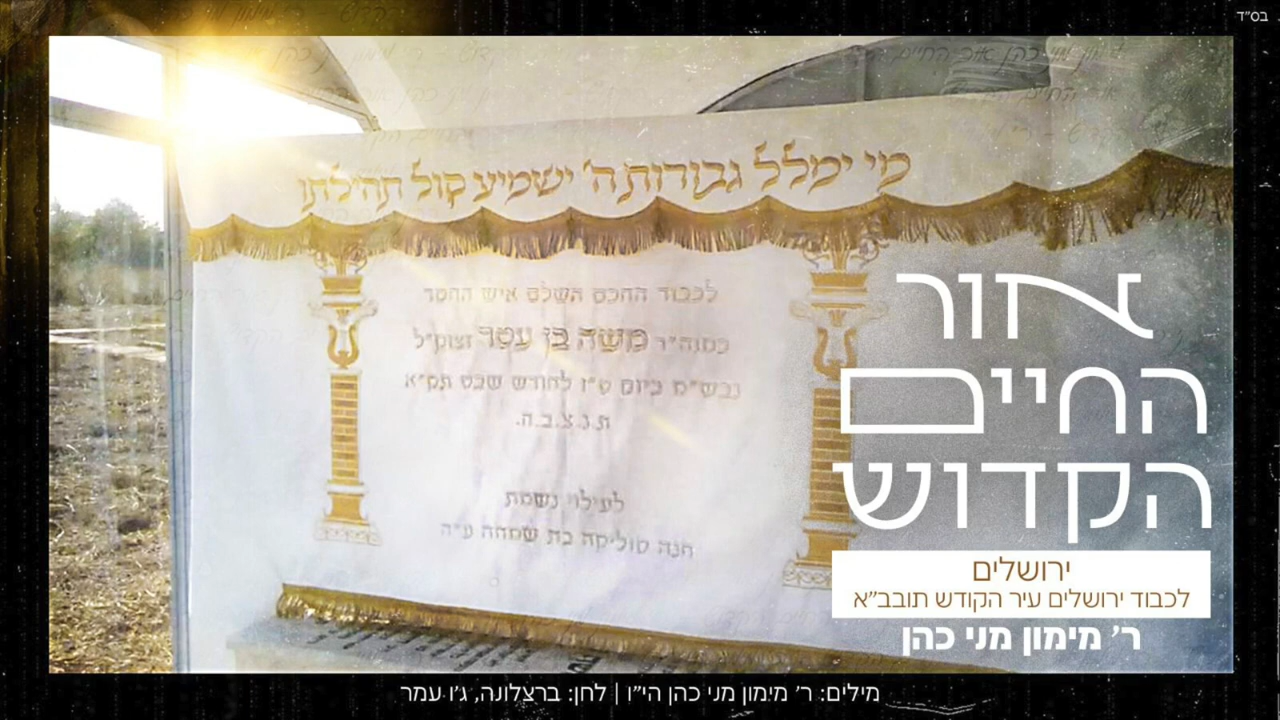 בס"ד
מי ימלל גבורות ה' ישמיע קול תהילתו
לכבוד החכם השלם איש החסד
כמוה"ר משה בן עטר זצוק"ל
נבש"מ ביום ט"ו לחודש שבט תס"א
ת.נ.צ.ב.ה.
לעילוי נשמת
חנה סוליקה בת שמחה ע"ה
אור
החיים
הקדוש
ירושלים
לכבוד ירושלים עיר הקודש תובב"א
ר' מימון מני כהן
מילים: ר' מימון מני כהן הי"ו | לחן: ברצלונה, ג'ו עמר